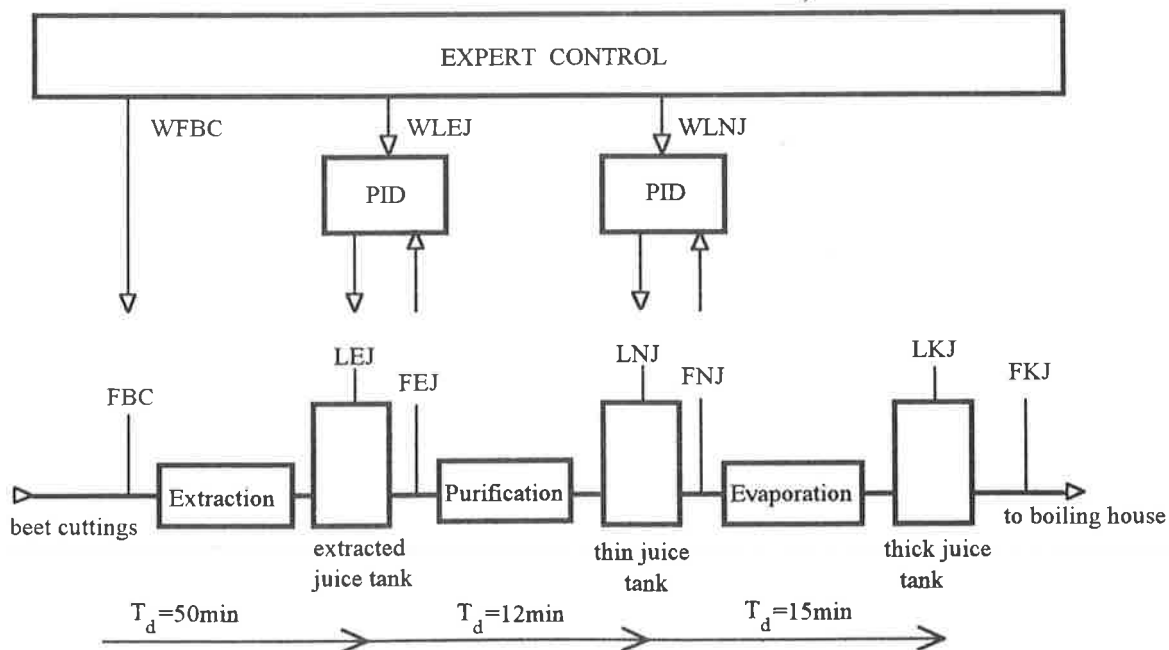 EXPERT CONTROL
WFBC
WLEJ
WLNJ
PID
PID
LEJ
LNJ
LKJ
FBC
FEJ
FNJ
FKJ
Extraction
Purification
Evaporation
beet cuttings
to boiling house
extracted
juice tank
thin juice
tank
thick juice
tank
T_d=50min
T_d=12min
T_d=15min